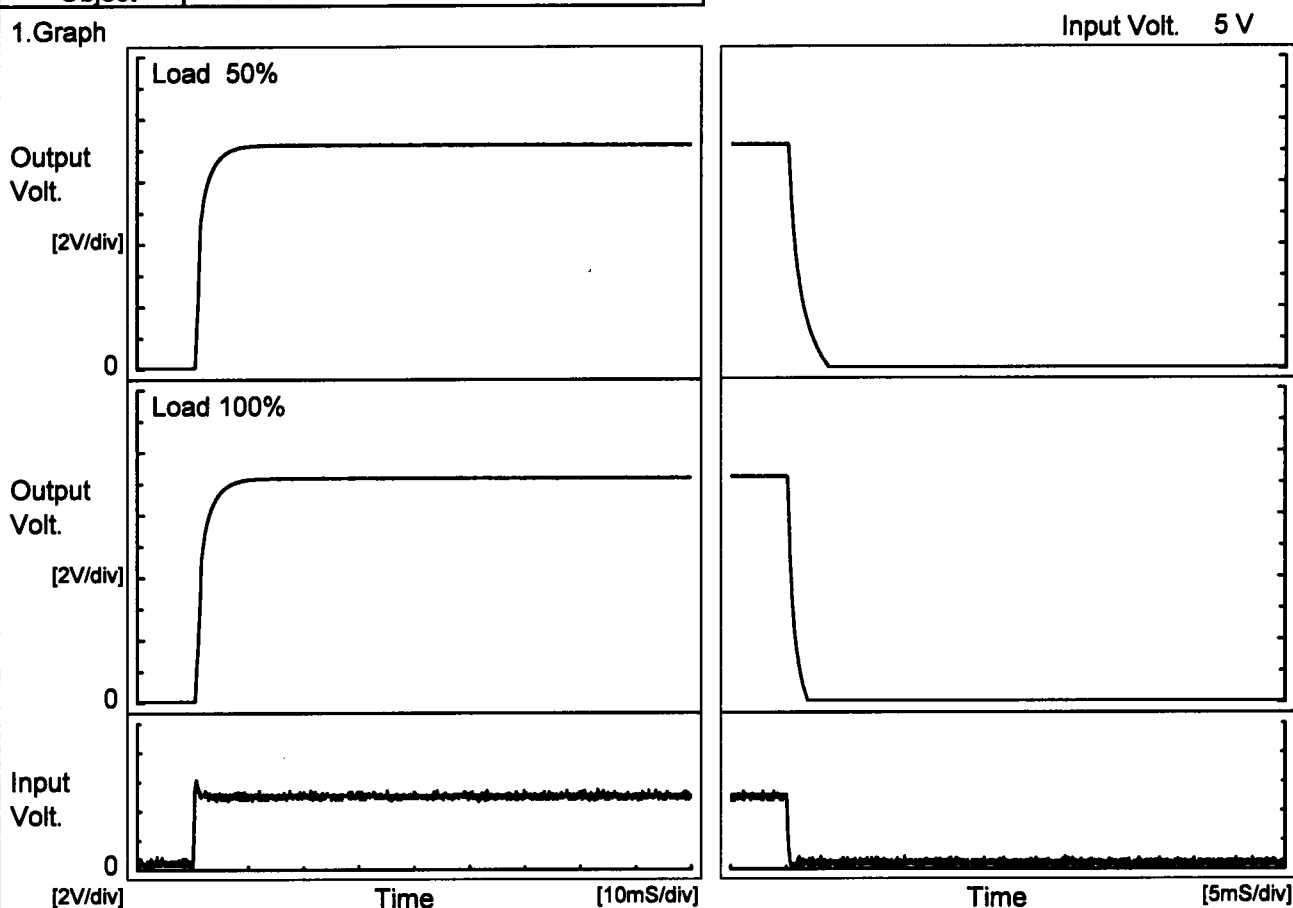 Object
1.Graph
Input Volt. 5 V
Load 50%
Output
Volt.
[2V/div]
0
Load 100%
Output
Volt.
[2V/div]
0
Input
Volt.
0
[2V/div]
Time
[10mS/div]
Time
[5mS/div]